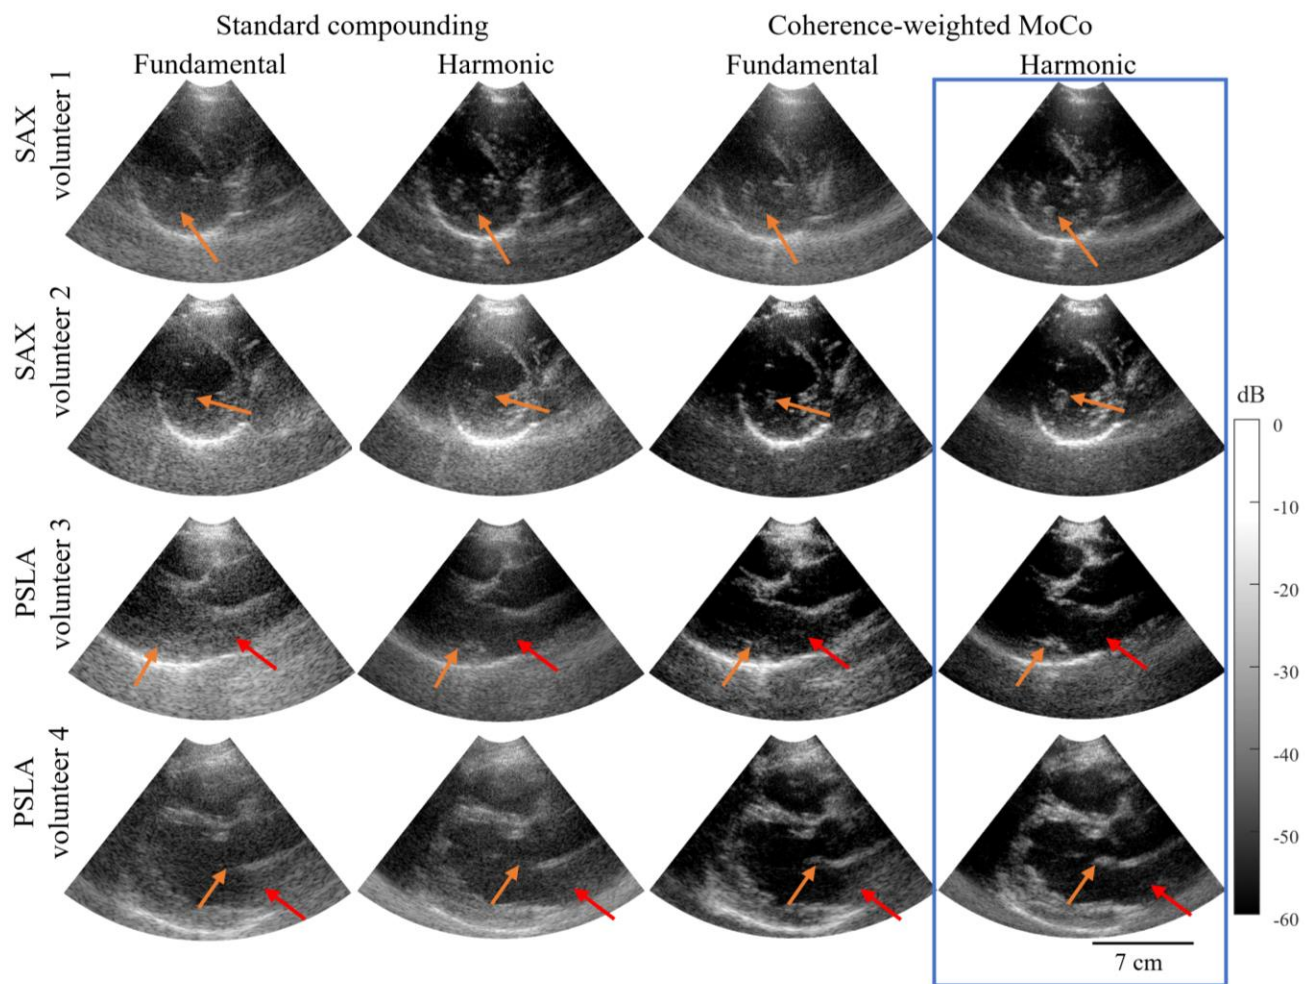 Standard compounding
Coherence-weighted MoCo
Fundamental
Harmonic
Fundamental
Harmonic
SAX
volunteer 1
SAX
volunteer 2
PSLA
volunteer 3
PSLA
volunteer 4
dB
0
-10
-20
-30
-40
-50
-60
7 cm